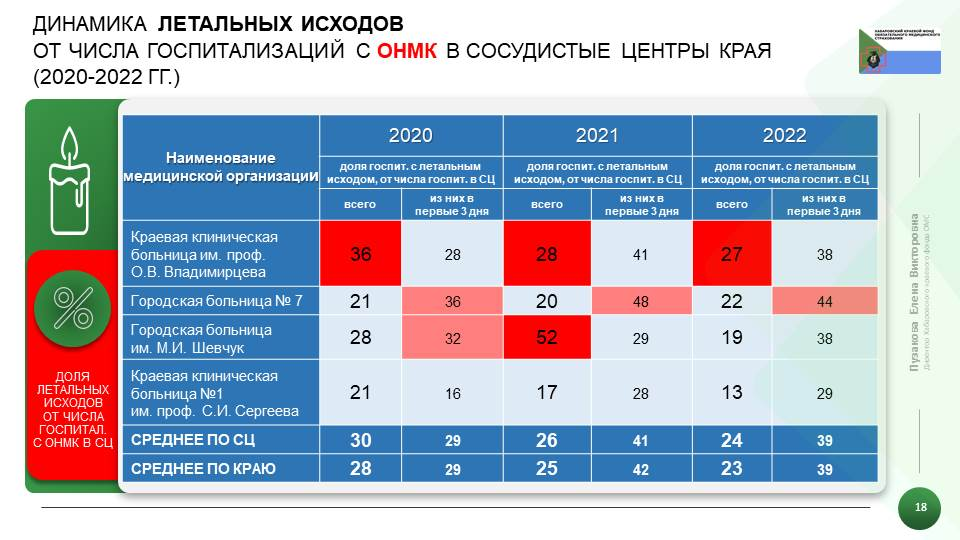 ДИНАМИКА ЛЕТАЛЬНЫХ ИСХОДОВ
ОТ ЧИСЛА ГОСПИТАЛИЗАЦИЙ С ОНМК В СОСУДИСТЫЕ ЦЕНТРЫ КРАЯ
(2020-2022 ГГ.)
ХАБАРОВСКИЙ КРАЕВОЙ ФОНД
ОБЯЗАТЕЛЬНОГО МЕДИЦИНСКОГО
СТРАХОВАНИЯ
Наименование
медицинской организации
2020
2021
2022
доля госпит. с летальным
исходом, от числа госпит. в СЦ
доля госпит. с летальным
исходом, от числа госпит. в СЦ
доля госпит. с летальным
исходом, от числа госпит. в СЦ
всего
из них в
первые 3 дня
всего
из них в
первые 3 дня
всего
из них в
первые 3 дня
Краевая клиническая
больница им. проф.
О.В. Владимирцева
36
28
28
41
27
38
Городская больница № 7
21
36
20
48
22
44
Городская больница
им. М.И. Шевчук
28
32
52
29
19
38
Краевая клиническая
больница №1
им. проф. С.И. Сергеева
21
16
17
28
13
29
СРЕДНЕЕ ПО СЦ
30
29
26
41
24
39
СРЕДНЕЕ ПО КРАЮ
28
29
25
42
23
39
%
ДОЛЯ
ЛЕТАЛЬНЫХ
ИСХОДОВ
ОТ ЧИСЛА
ГОСПИТАЛ.
С ОНМК В СЦ
Пузакова Елена Викторовна
Директор Хабаровского краевого фонда ОМС
18